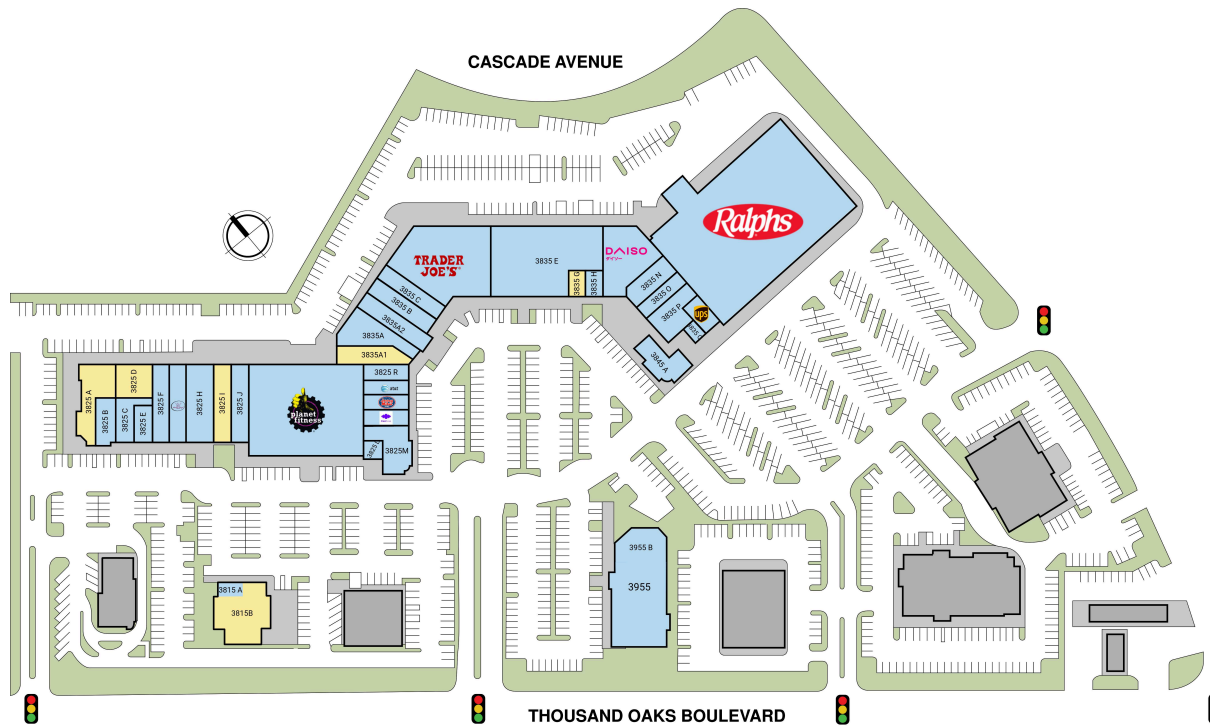 CASCADE AVENUE
Ralphs
TRADER
JOE'S
3835 E
DAISO
ダイソー
3835 G
3835 H
3835 N
3835 O
3835 P
ups
3835 C
3835 B
3835A2
3835A
3835A1
3845 A
3825 R
at&t
3825 A
3825 B
3825 C
3825 D
3825 E
3825 F
3825 H
3825 I
3825 J
planet
fitness
3825M
3815 A
3815B
3955 B
3955
THOUSAND OAKS BOULEVARD